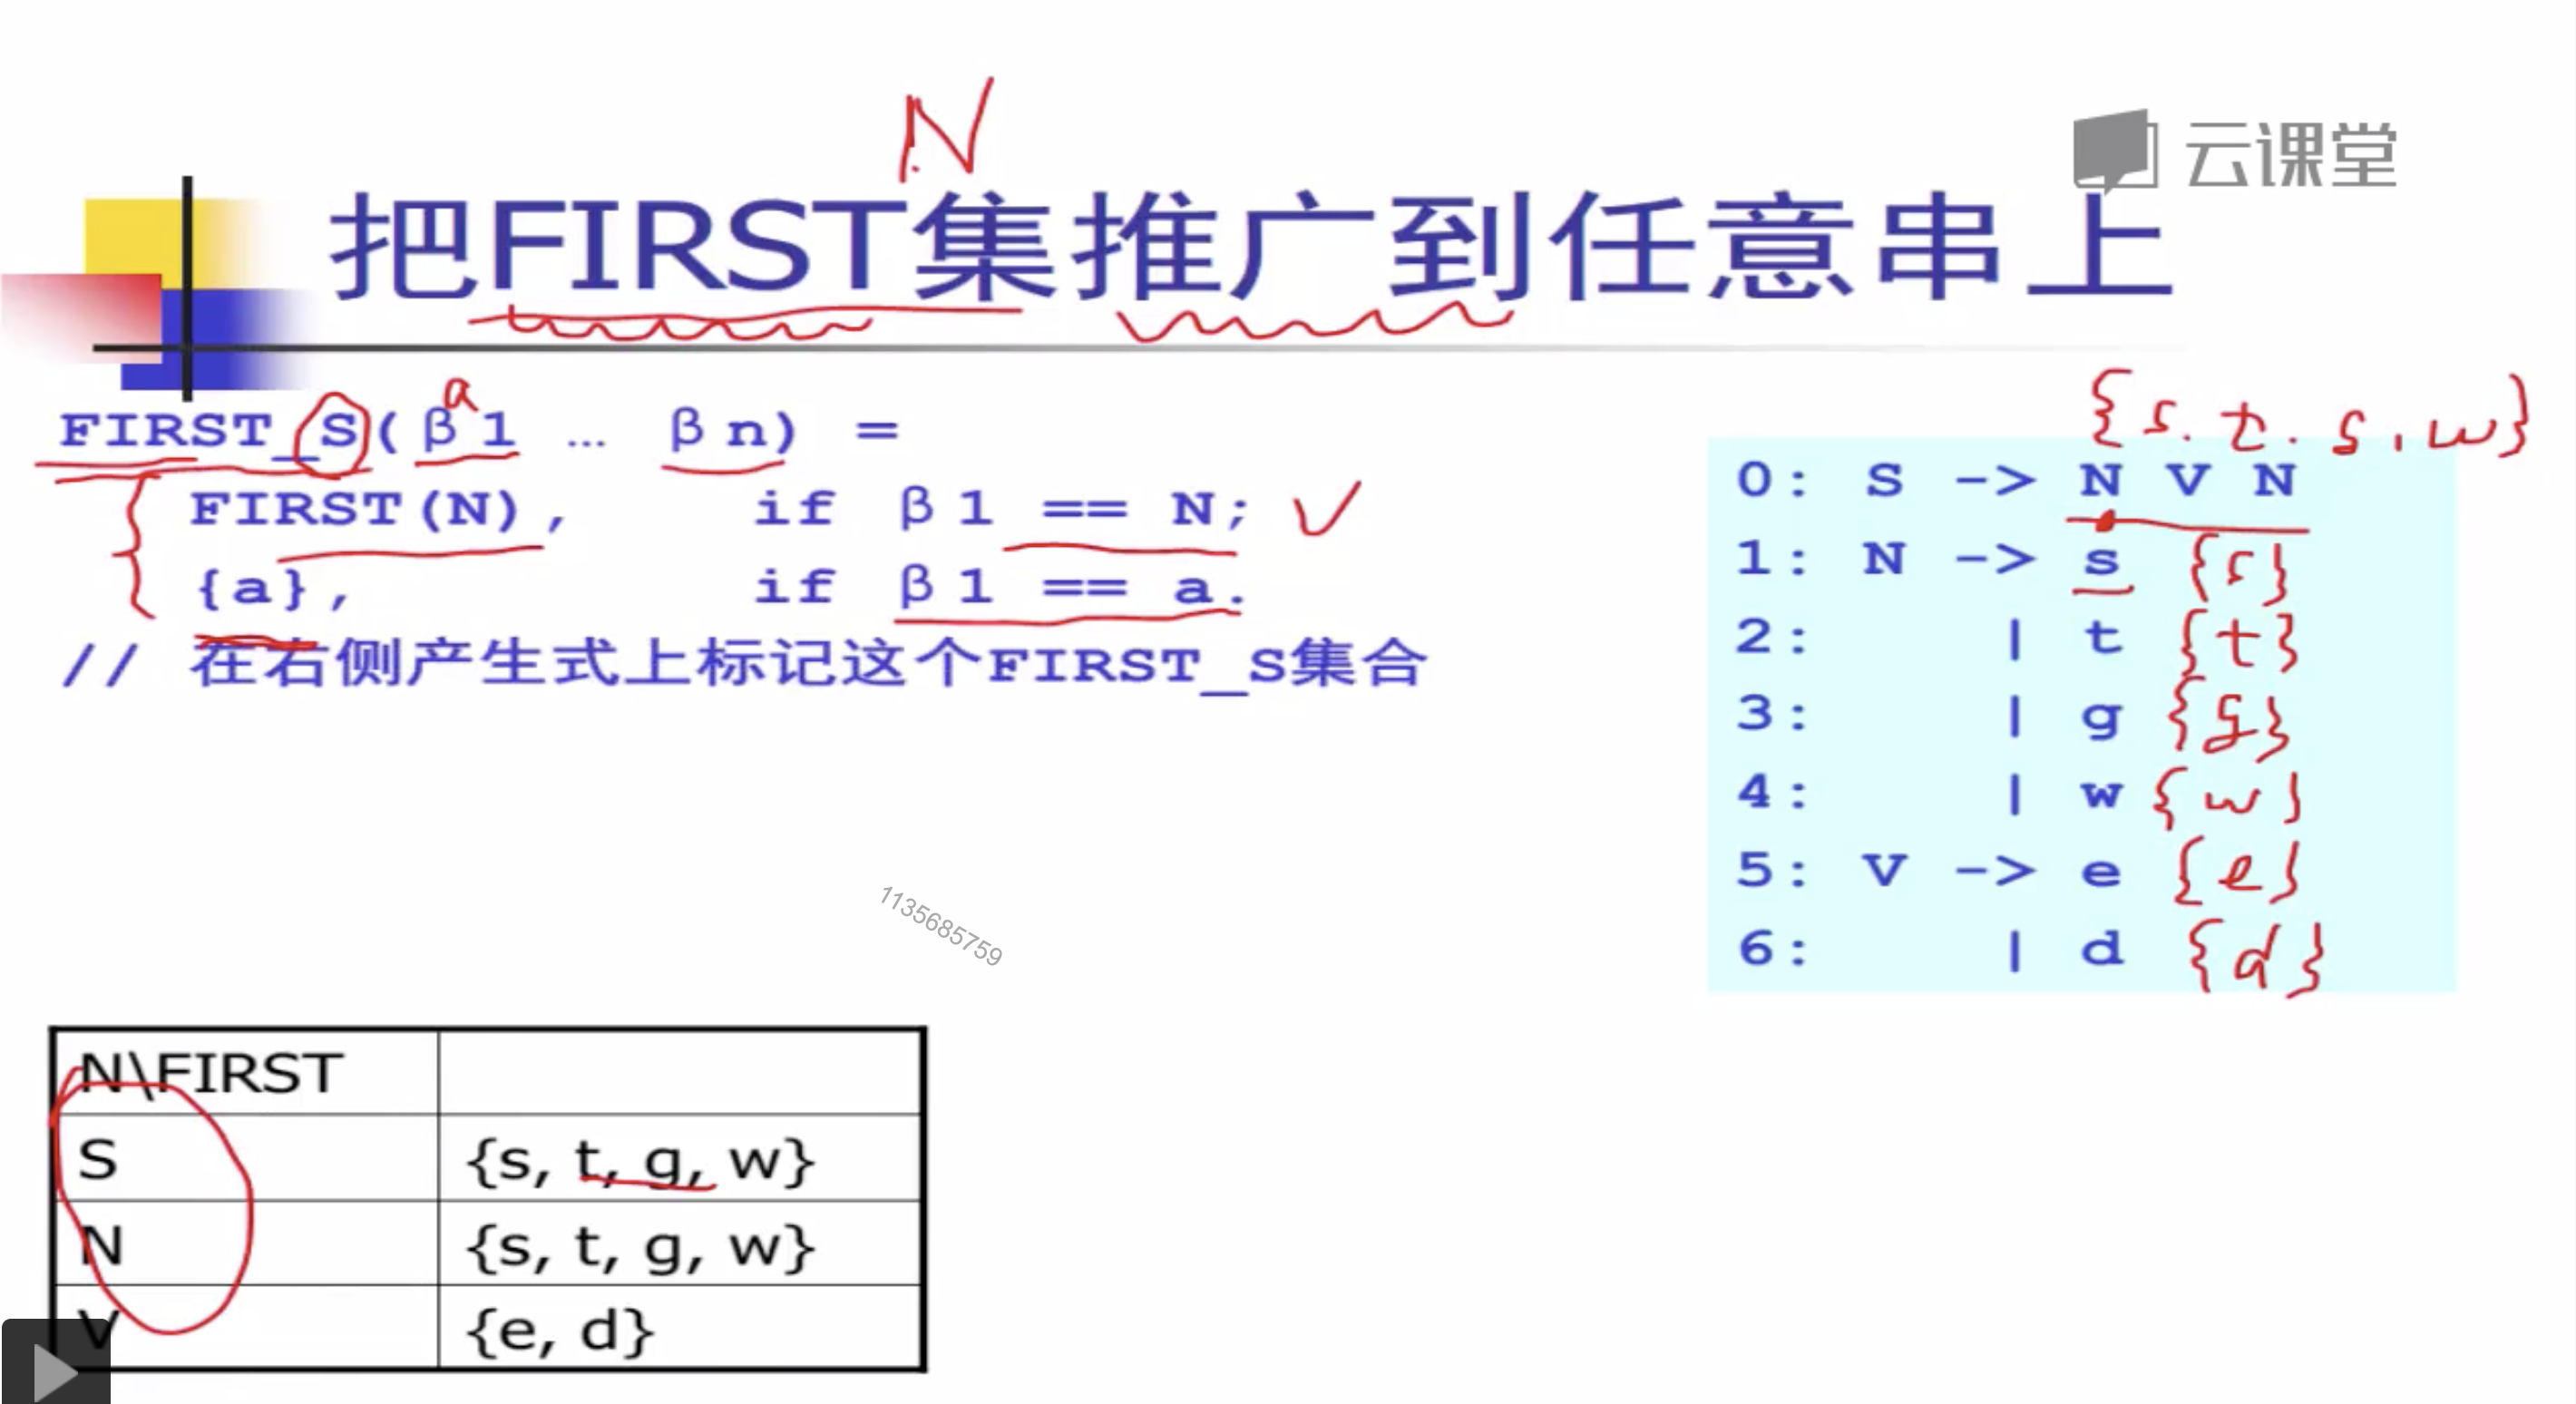 N
云课堂
把FIRST集推广到任意串上
a
FIRST_S(β1 … βn) =
FIRST(N), if β1 == N;
{a}, if β1 == a.
// 在右侧产生式上标记这个FIRST_S集合
{s. t. g. w}
0: S -> N V N
1: N -> s {s}
2: | t {t}
3: | g {g}
4: | w {w}
5: V -> e {e}
6: | d {d}
1135685759
N\FIRST
S {s, t, g, w}
N {s, t, g, w}
V {e, d}